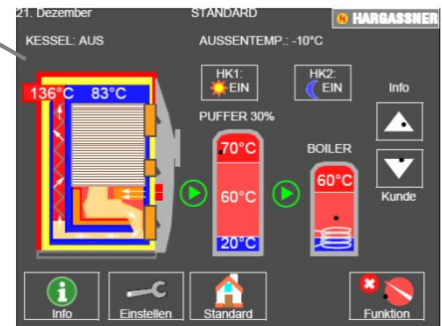 21. Dezember STANDARD HARGASSNER
KESSEL: AUS AUSSENTEMP.: -10°C
HK1: HK2:
EIN EIN Info
136°C 83°C
PUFFER 30%
70°C BOILER
60°C
60°C Kunde
20°C
Info Einstellen Standard Funktion